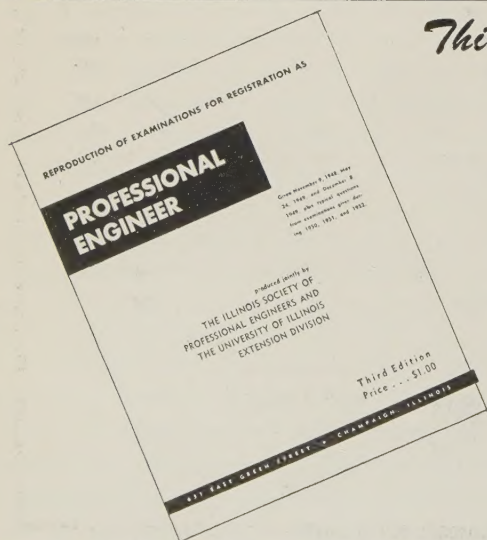 Thi
REPRODUCTION OF EXAMINATIONS FOR REGISTRATION AS
PROFESSIONAL
ENGINEER
Given November 9, 1948, May
24, 1949, and December 8,
1949, also typical questions
from examinations given dur-
ing 1950, 1951, and 1952.
produced jointly by
THE ILLINOIS SOCIETY OF
PROFESSIONAL ENGINEERS AND
THE UNIVERSITY OF ILLINOIS
EXTENSION DIVISION
Third Edition
Price . . . $1.00
631 EAST GREEN STREET • CHAMPAIGN, ILLINOIS